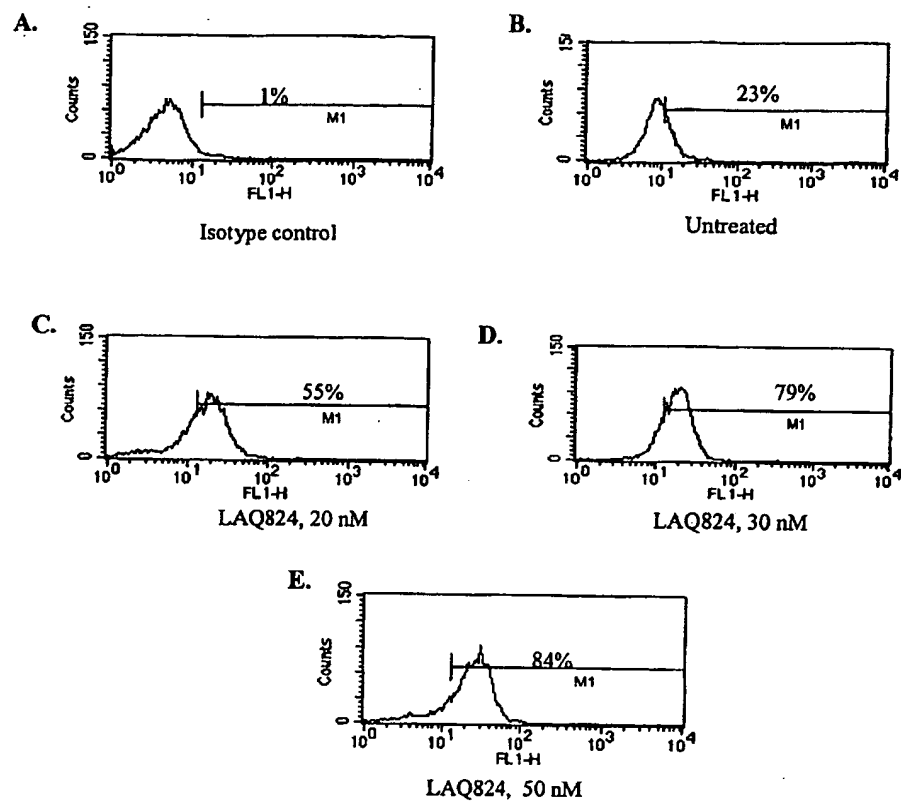 A.
150
Counts
0
1%
M1
10^0 10^1 10^2 10^3 10^4
FL1-H
Isotype control
B.
15
Counts
0
23%
M1
10^0 10^1 10^2 10^3 10^4
FL1-H
Untreated
C.
150
Counts
0
55%
M1
10^0 10^1 10^2 10^3 10^4
FL1-H
LAQ824, 20 nM
D.
150
Counts
0
79%
M1
10^0 10^1 10^2 10^3 10^4
FL1-H
LAQ824, 30 nM
E.
150
Counts
0
84%
M1
10^0 10^1 10^2 10^3 10^4
FL1-H
LAQ824, 50 nM